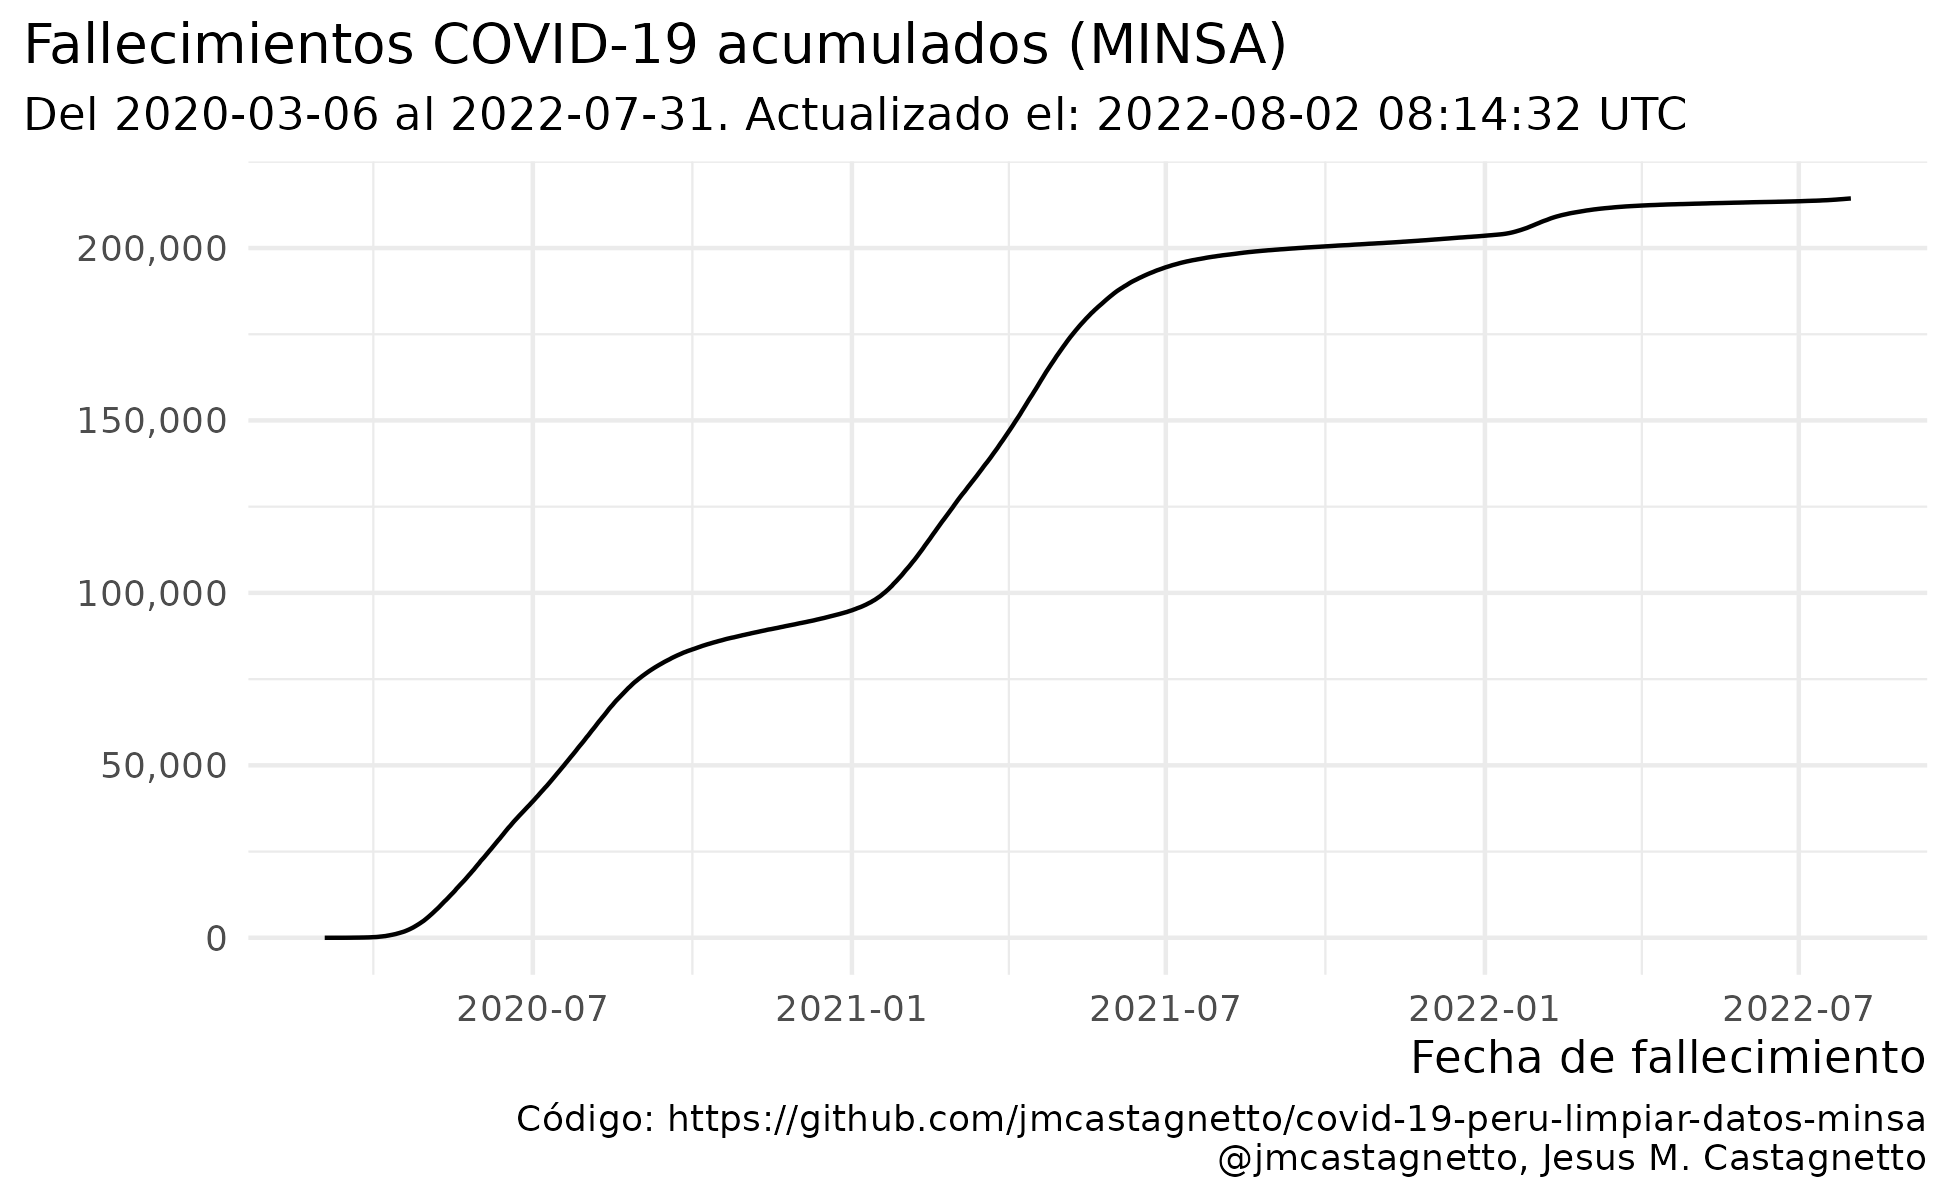 Fallecimientos COVID-19 acumulados (MINSA)
Del 2020-03-06 al 2022-07-31. Actualizado el: 2022-08-02 08:14:32 UTC
200,000
150,000
100,000
50,000
0
2020-07 2021-01 2021-07 2022-01 2022-07
Fecha de fallecimiento
Código: https://github.com/jmcastagnetto/covid-19-peru-limpiar-datos-minsa
@jmcastagnetto, Jesus M. Castagnetto